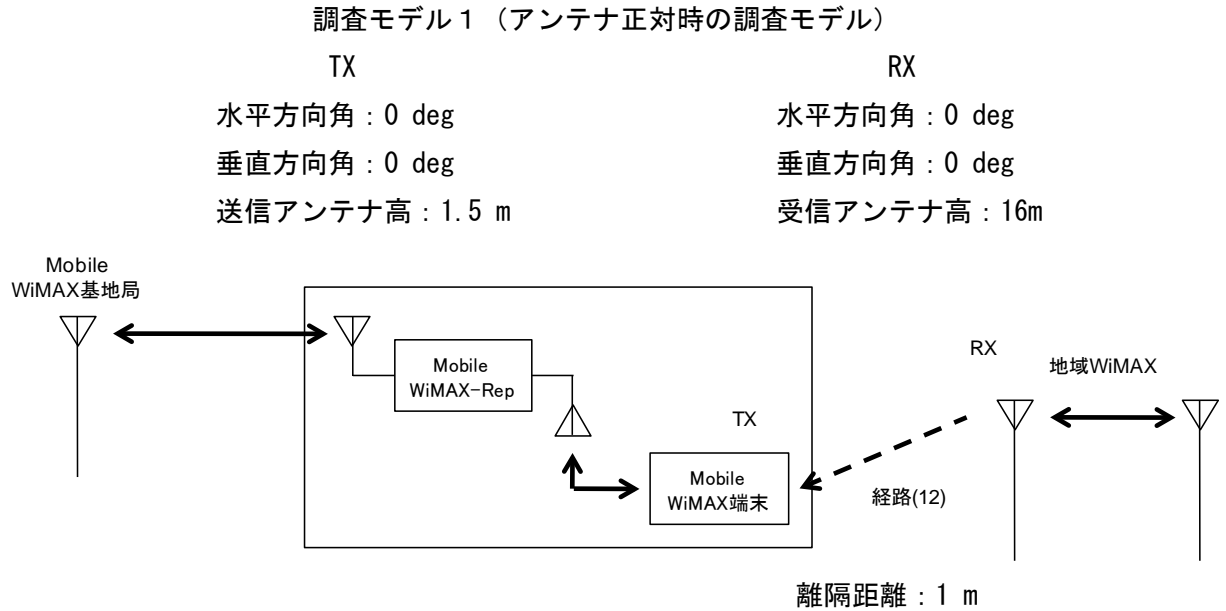 調査モデル１（アンテナ正対時の調査モデル）
TX
RX
水平方向角：0 deg
水平方向角：0 deg
垂直方向角：0 deg
垂直方向角：0 deg
送信アンテナ高：1.5 m
受信アンテナ高：16m
Mobile
WiMAX基地局
Mobile
WiMAX-Rep
TX
Mobile
WiMAX端末
RX
地域WiMAX
経路(12)
離隔距離：1 m